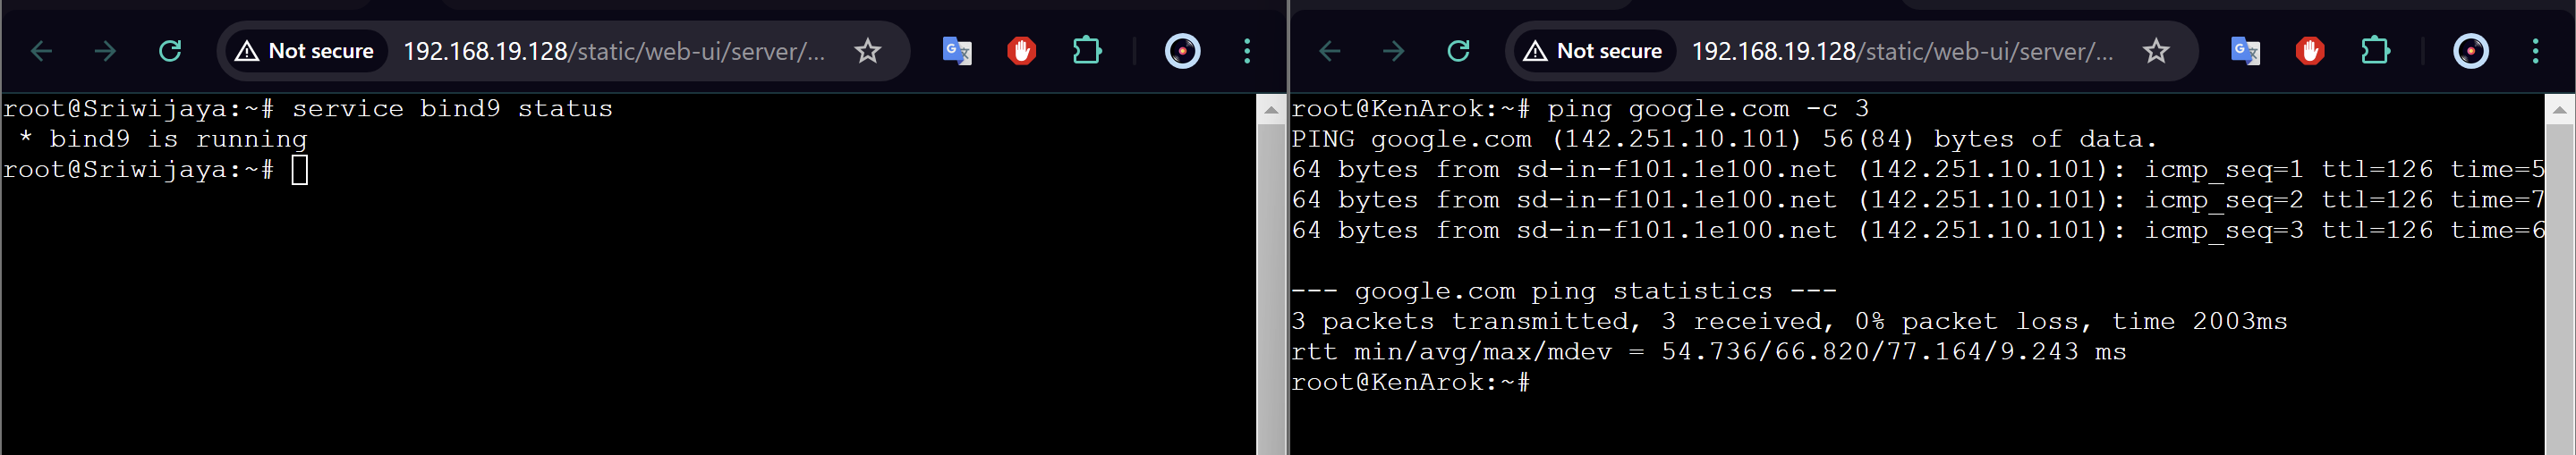 Not secure 192.168.19.128/static/web-ui/server/...
root@Sriwijaya:~# service bind9 status
* bind9 is running
root@Sriwijaya:~#
Not secure 192.168.19.128/static/web-ui/server/...
root@KenArok:~# ping google.com -c 3
PING google.com (142.251.10.101) 56(84) bytes of data.
64 bytes from sd-in-f101.1e100.net (142.251.10.101): icmp_seq=1 ttl=126 time=5
64 bytes from sd-in-f101.1e100.net (142.251.10.101): icmp_seq=2 ttl=126 time=7
64 bytes from sd-in-f101.1e100.net (142.251.10.101): icmp_seq=3 ttl=126 time=6
--- google.com ping statistics ---
3 packets transmitted, 3 received, 0% packet loss, time 2003ms
rtt min/avg/max/mdev = 54.736/66.820/77.164/9.243 ms
root@KenArok:~#